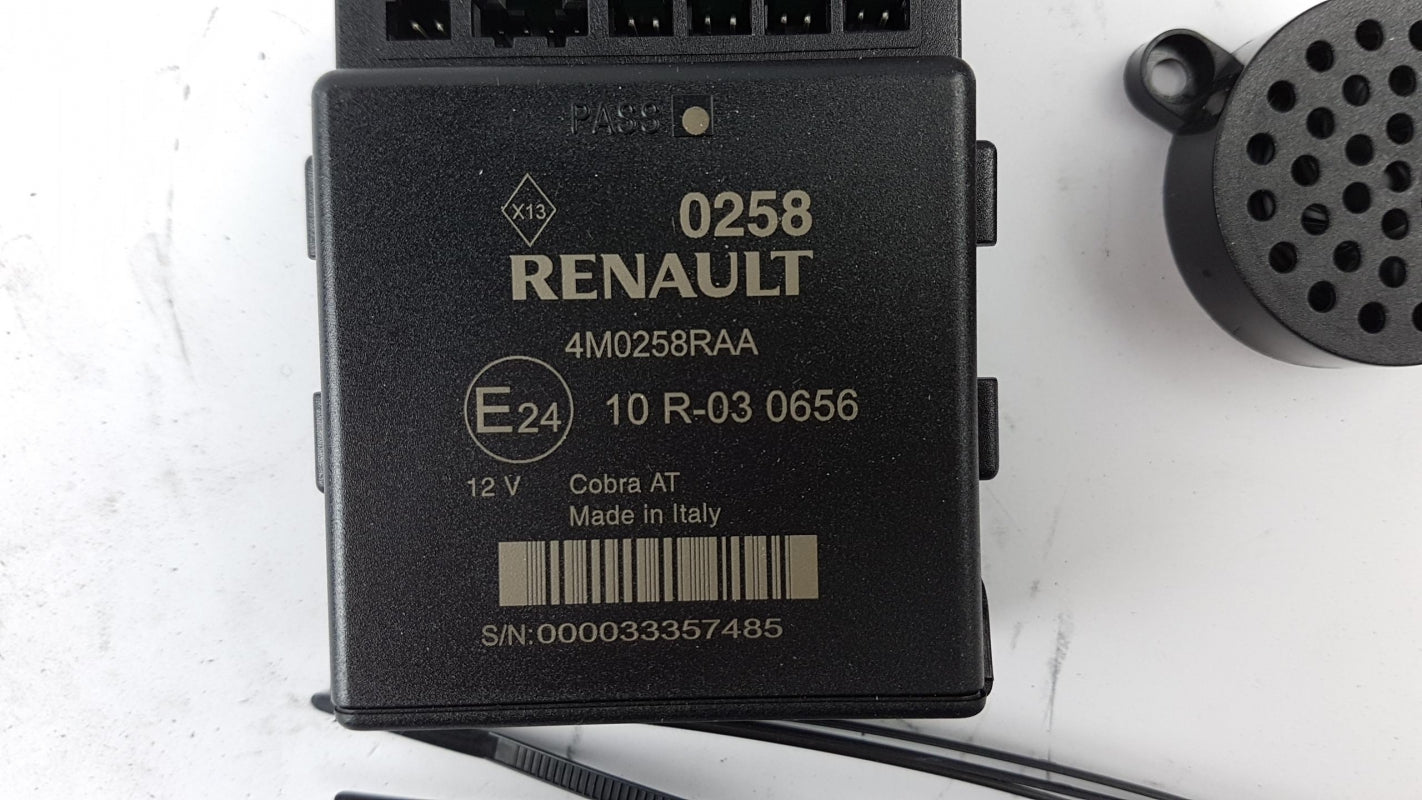 PASS
X13 0258
RENAULT
4M0258RAA
E24 10 R-03 0656
12 V Cobra AT
Made in Italy
S/N:000033357485